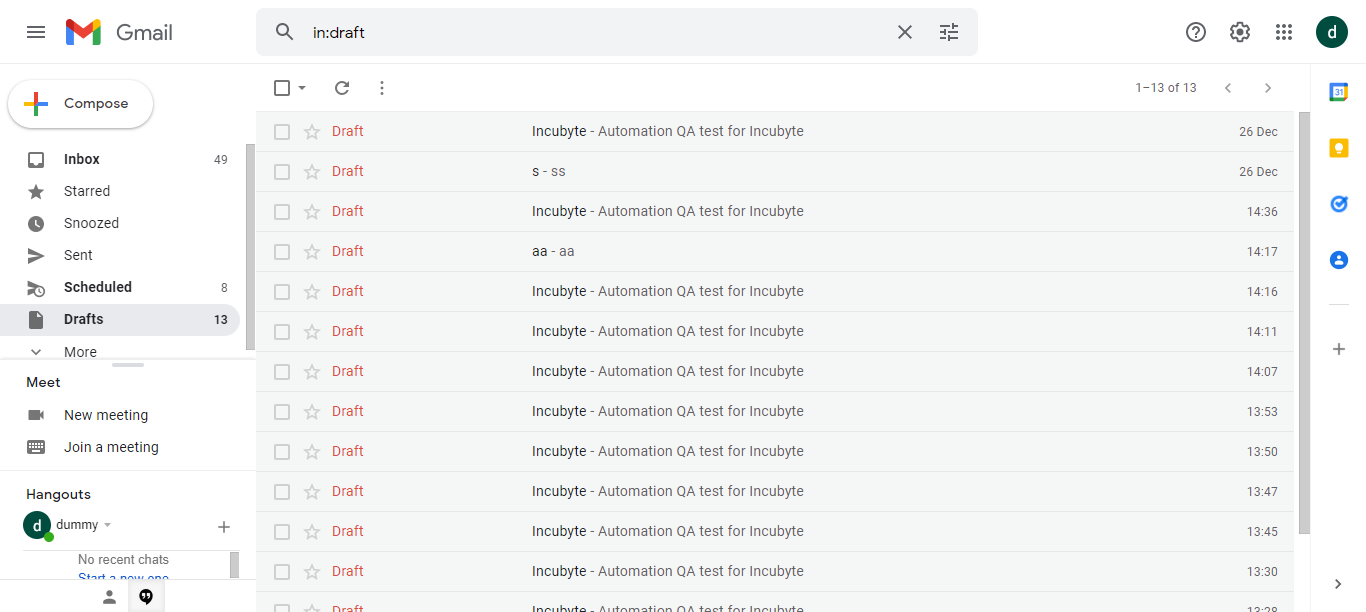 Gmail
in:draft
d
Compose
1–13 of 13
31
Inbox 49
Starred
Snoozed
Sent
Scheduled 8
Drafts 13
More
Meet
New meeting
Join a meeting
Hangouts
d dummy
No recent chats
Start a new one
Draft Incubyte - Automation QA test for Incubyte 26 Dec
Draft s - ss 26 Dec
Draft Incubyte - Automation QA test for Incubyte 14:36
Draft aa - aa 14:17
Draft Incubyte - Automation QA test for Incubyte 14:16
Draft Incubyte - Automation QA test for Incubyte 14:11
Draft Incubyte - Automation QA test for Incubyte 14:07
Draft Incubyte - Automation QA test for Incubyte 13:53
Draft Incubyte - Automation QA test for Incubyte 13:50
Draft Incubyte - Automation QA test for Incubyte 13:47
Draft Incubyte - Automation QA test for Incubyte 13:45
Draft Incubyte - Automation QA test for Incubyte 13:30
Draft Incubyte - Automation QA test for Incubyte 13:28